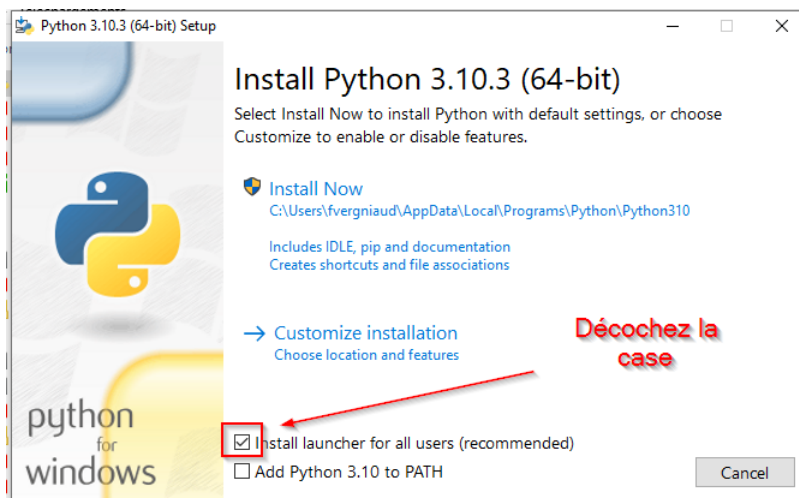 Python 3.10.3 (64-bit) Setup
Install Python 3.10.3 (64-bit)
Select Install Now to install Python with default settings, or choose
Customize to enable or disable features.
Install Now
C:\Users\fvergniaud\AppData\Local\Programs\Python\Python310
Includes IDLE, pip and documentation
Creates shortcuts and file associations
Customize installation
Choose location and features
Décochez la
case
Install launcher for all users (recommended)
Add Python 3.10 to PATH
python
for
windows
Cancel